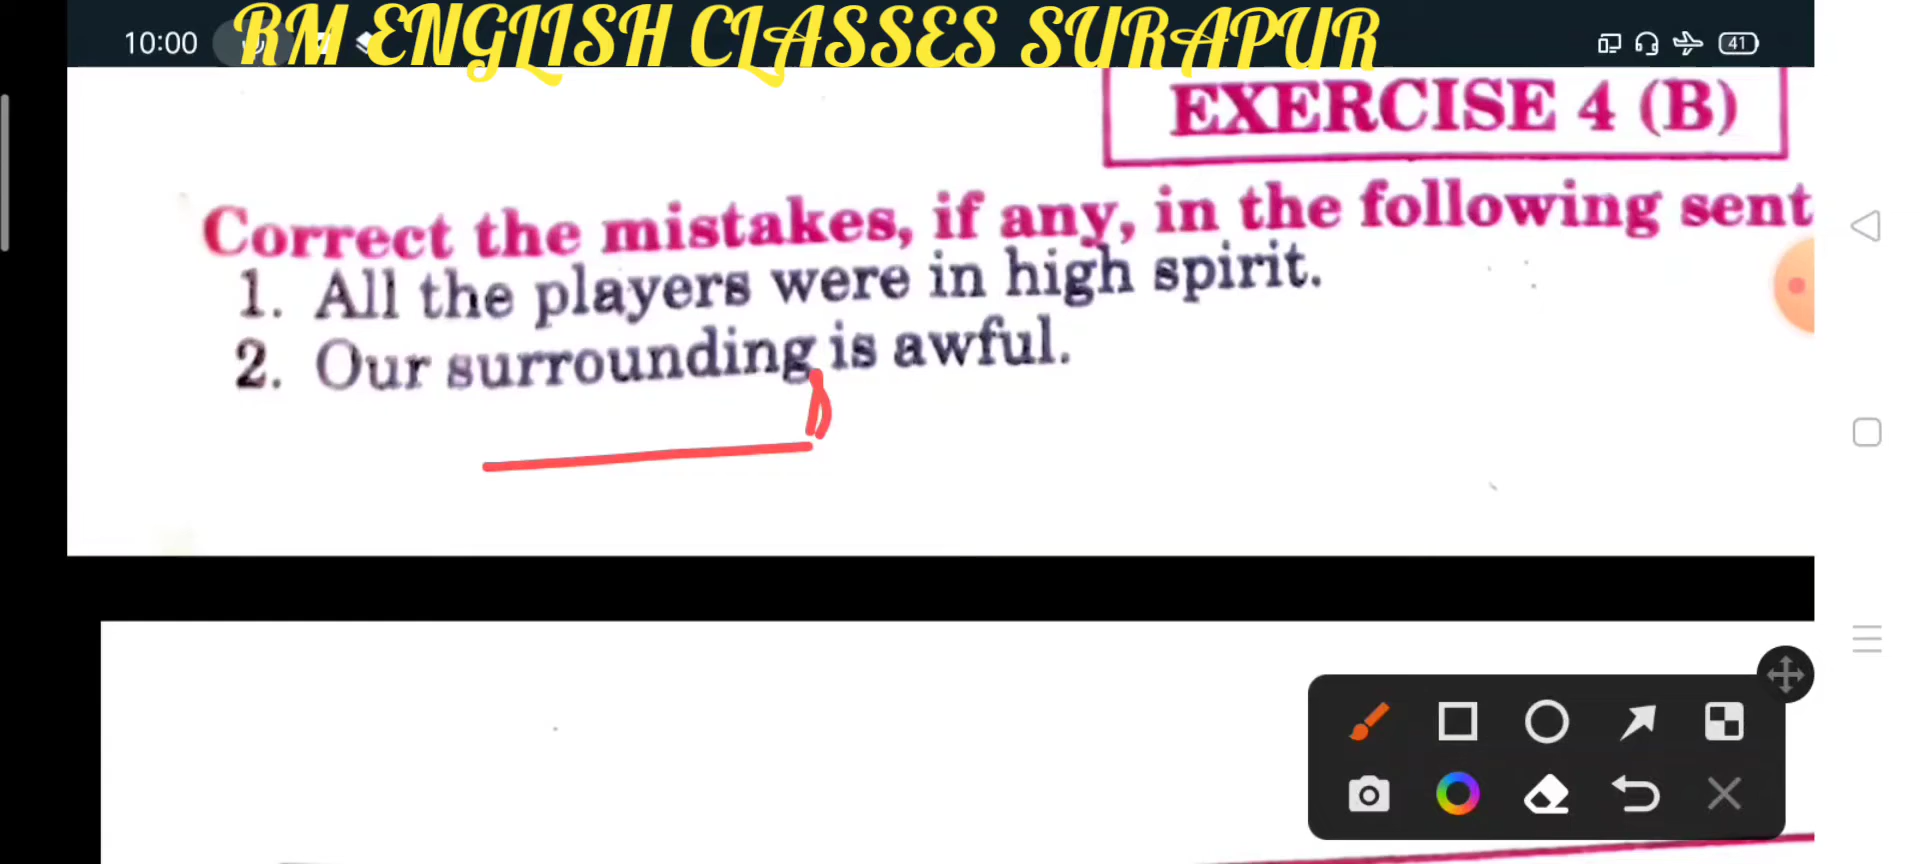 10:00
RM ENGLISH CLASSES SURAPUR
41
EXERCISE 4 (B)
Correct the mistakes, if any, in the following sent
1. All the players were in high spirit.
2. Our surrounding is awful.